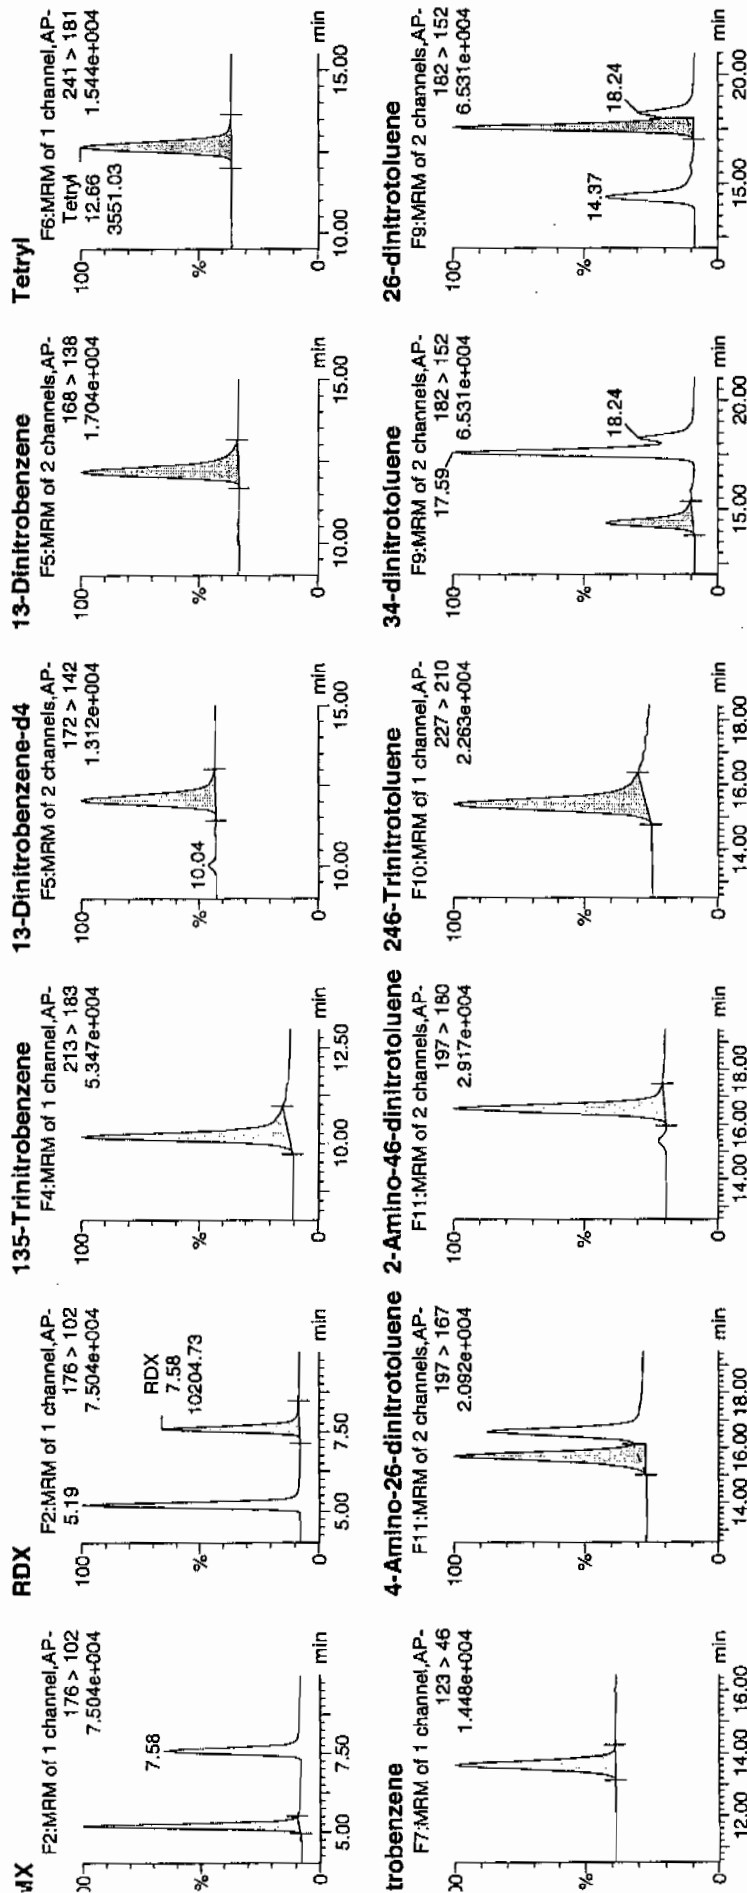 MX
F2:MRM of 1 channel,AP-
176 > 102
7.504e+004
7.58
%
0
5.00 7.50 min
RDX
F2:MRM of 1 channel,AP-
176 > 102
7.504e+004
100
5.19
RDX
7.58
10204.73
%
0
5.00 7.50 min
135-Trinitrobenzene
F4:MRM of 1 channel,AP-
213 > 183
5.347e+004
100
%
0
10.00 12.50 min
13-Dinitrobenzene-d4
F5:MRM of 2 channels,AP-
172 > 142
1.312e+004
100
10.04
%
0
10.00 15.00 min
13-Dinitrobenzene
F5:MRM of 2 channels,AP-
168 > 138
1.704e+004
100
%
0
10.00 15.00 min
Tetryl
F6:MRM of 1 channel,AP-
241 > 181
1.544e+004
100
Tetryl
12.66
3551.03
%
0
10.00 15.00 min
trobenzene
F7:MRM of 1 channel,AP-
123 > 46
1.448e+004
00
%
0
12.00 14.00 16.00 min
4-Amino-26-dinitrotoluene
F11:MRM of 2 channels,AP-
197 > 167
2.092e+004
100
%
0
14.00 16.00 18.00 min
2-Amino-46-dinitrotoluene
F11:MRM of 2 channels,AP-
197 > 180
2.917e+004
100
%
0
14.00 16.00 18.00 min
246-Trinitrotoluene
F10:MRM of 1 channel,AP-
227 > 210
2.263e+004
100
%
0
14.00 16.00 18.00 min
34-dinitrotoluene
F9:MRM of 2 channels,AP-
182 > 152
6.531e+004
100
17.59
18.24
%
0
15.00 20.00 min
26-dinitrotoluene
F9:MRM of 2 channels,AP-
182 > 152
6.531e+004
100
14.37
18.24
%
0
15.00 20.00 min